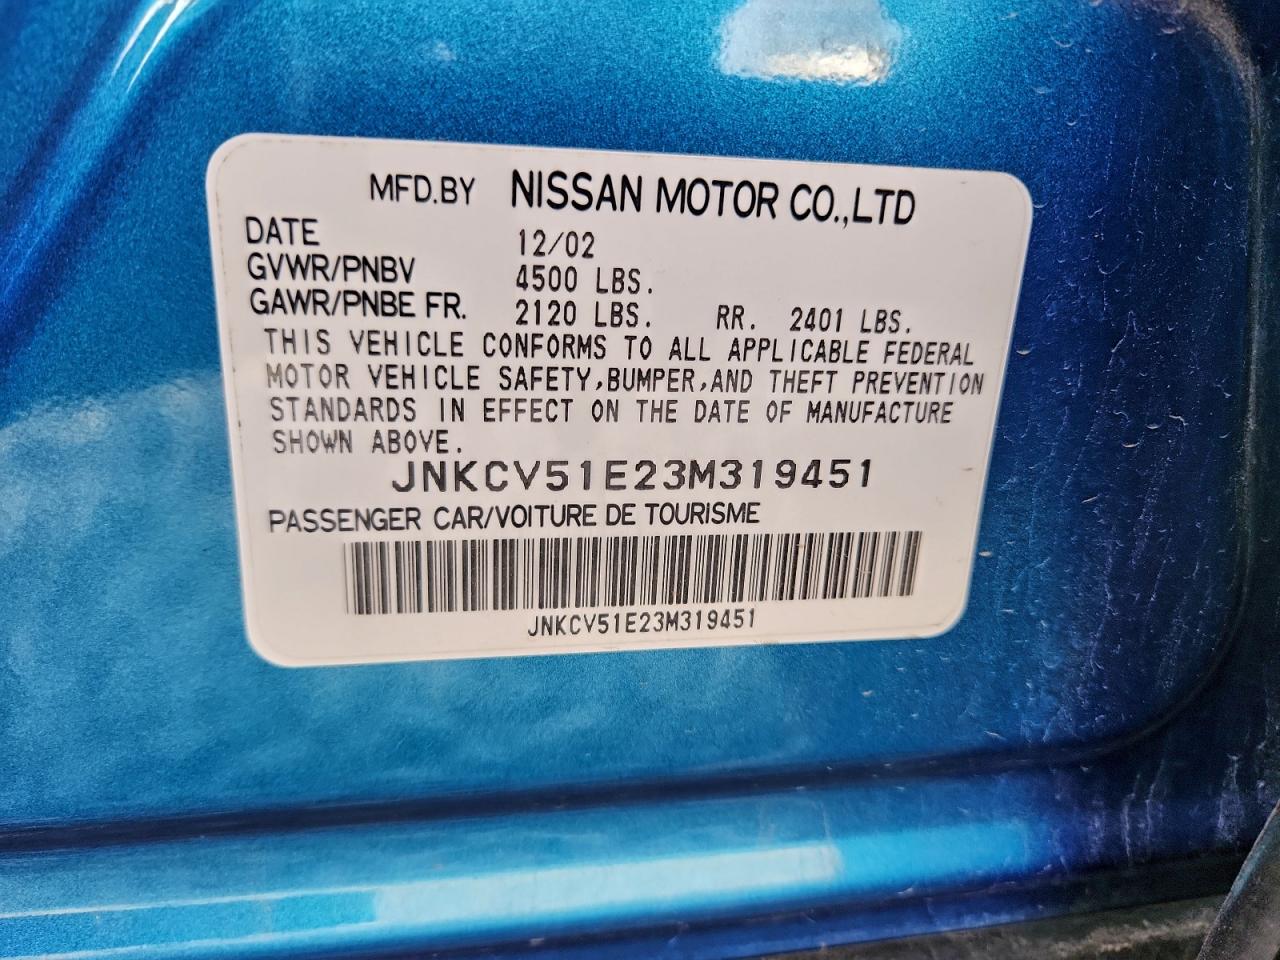 MFD.BY NISSAN MOTOR CO.,LTD
DATE 12/02
GVWR/PNBV 4500 LBS.
GAWR/PNBE FR. 2120 LBS. RR. 2401 LBS.
THIS VEHICLE CONFORMS TO ALL APPLICABLE FEDERAL
MOTOR VEHICLE SAFETY,BUMPER,AND THEFT PREVENTION
STANDARDS IN EFFECT ON THE DATE OF MANUFACTURE
SHOWN ABOVE.
JNKCV51E23M319451
PASSENGER CAR/VOITURE DE TOURISME
JNKCV51E23M319451